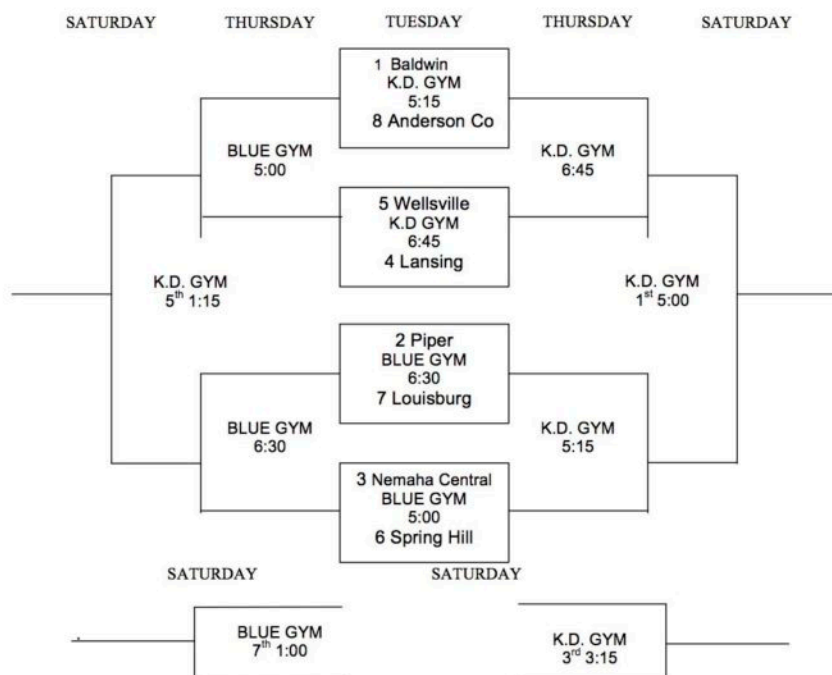 SATURDAY THURSDAY TUESDAY THURSDAY SATURDAY
1 Baldwin
K.D. GYM
5:15
8 Anderson Co
BLUE GYM
5:00
K.D. GYM
6:45
5 Wellsville
K.D GYM
6:45
4 Lansing
K.D. GYM
5th 1:15
K.D. GYM
1st 5:00
2 Piper
BLUE GYM
6:30
7 Louisburg
BLUE GYM
6:30
K.D. GYM
5:15
3 Nemaha Central
BLUE GYM
5:00
6 Spring Hill
SATURDAY SATURDAY
BLUE GYM
7th 1:00
K.D. GYM
3rd 3:15